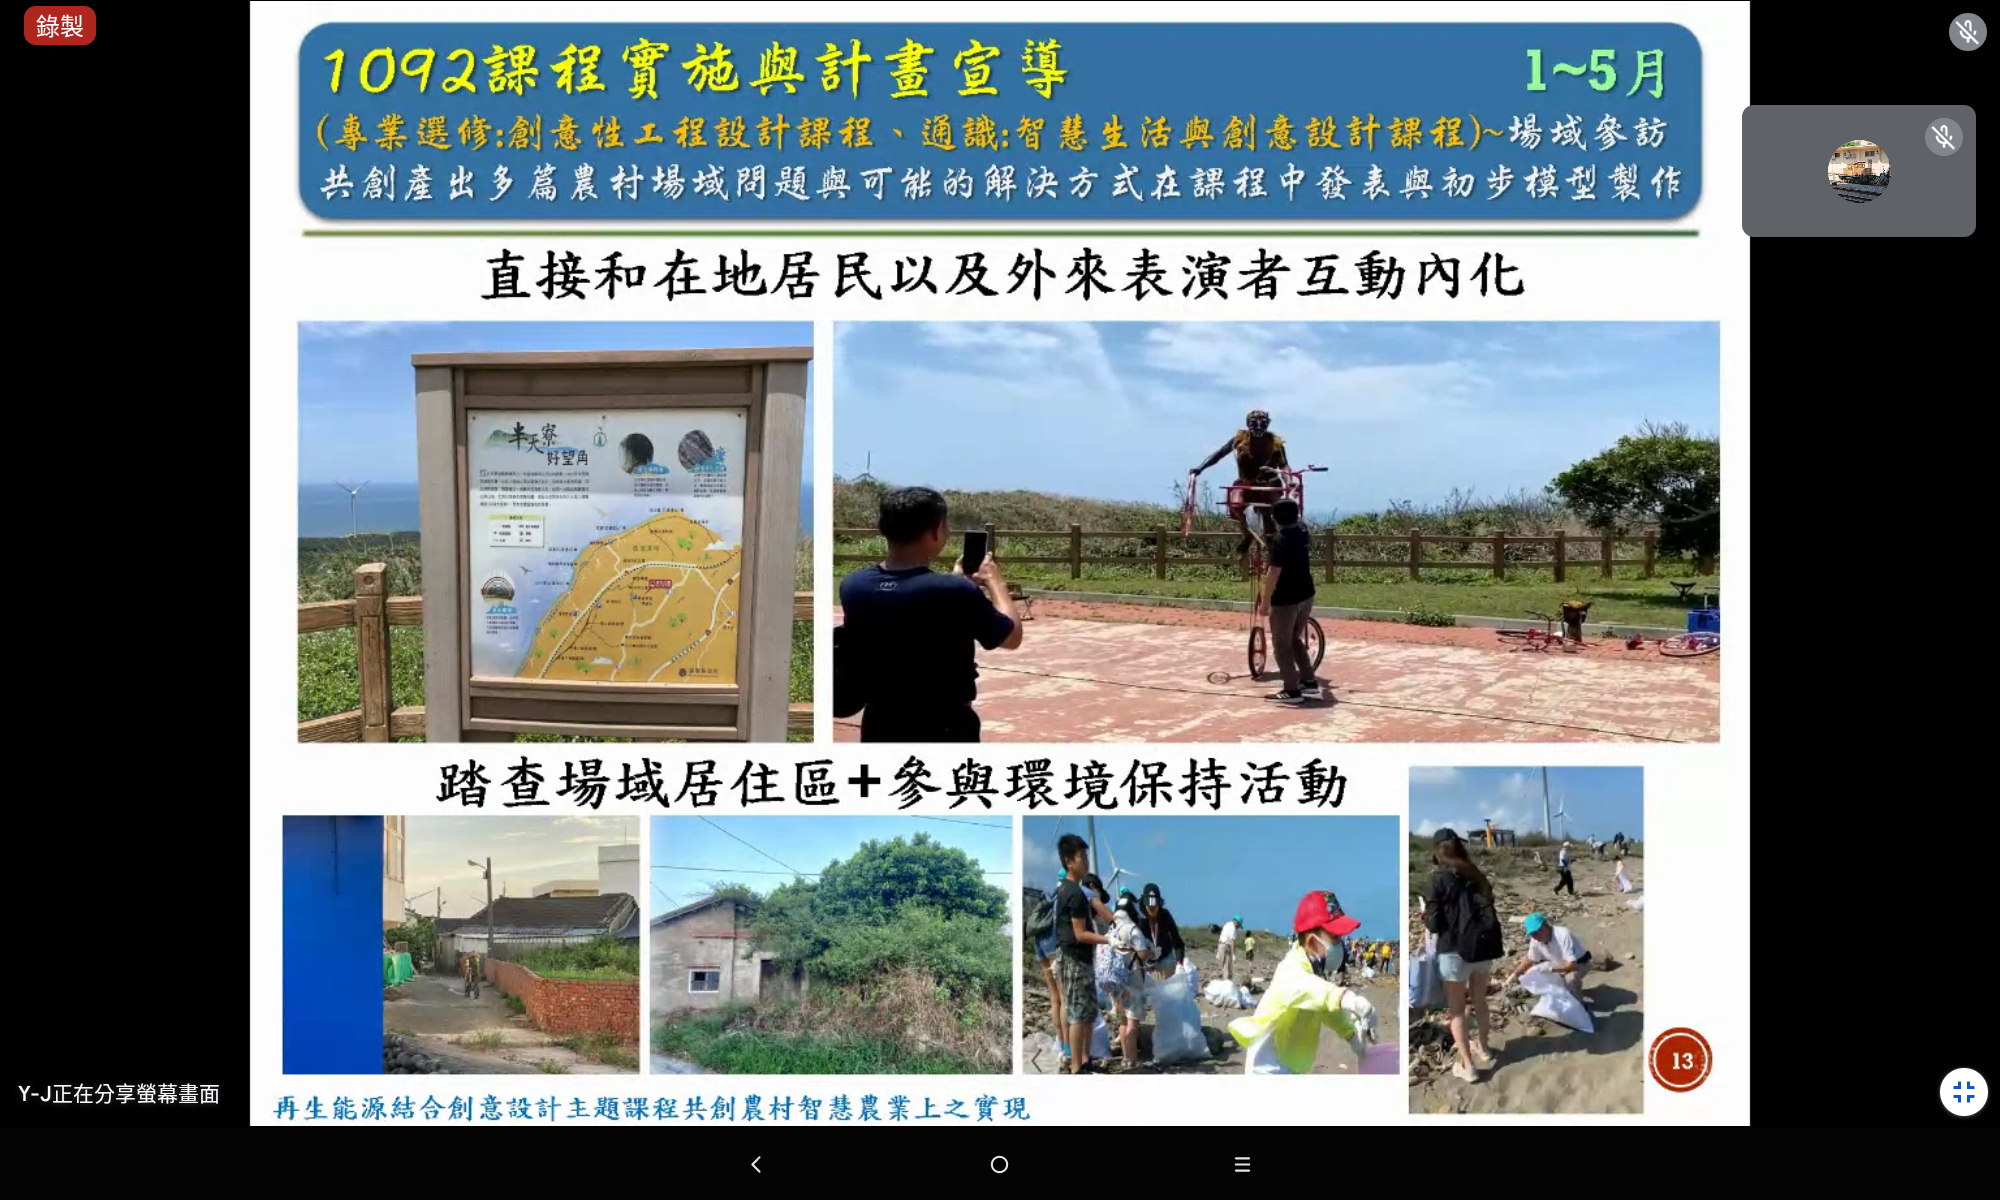 錄製
1092課程實施與計畫宣導
1~5月
(專業選修:創意性工程設計課程、通識:智慧生活與創意設計課程)~場域參訪
共創產出多篇農村場域問題與可能的解決方式在課程中發表與初步模型製作
直接和在地居民以及外來表演者互動內化
半天寮
好望角
踏查場域居住區+參與環境保持活動
13
Y-J正在分享螢幕畫面
再生能源結合創意設計主題課程共創農村智慧農業上之實現